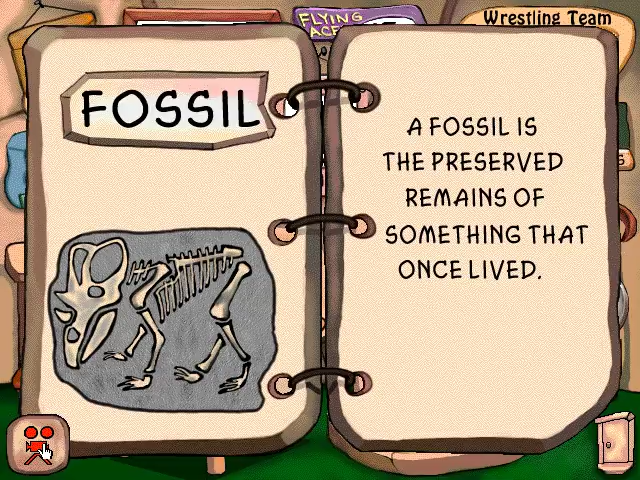 FLYING
ACE
Wrestling Team
FOSSIL
A FOSSIL IS
THE PRESERVED
REMAINS OF
SOMETHING THAT
ONCE LIVED.
S